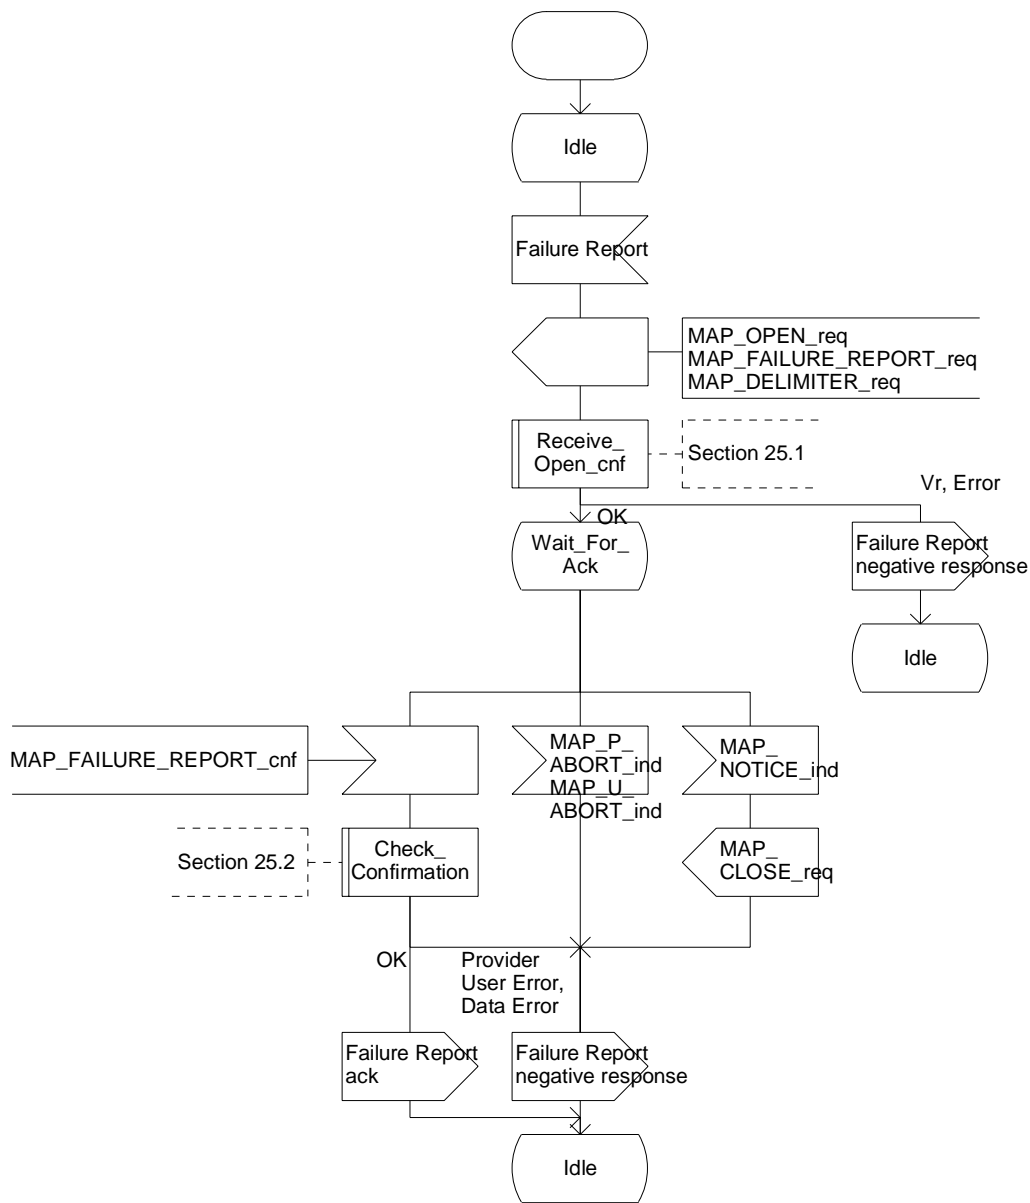 Idle
Failure Report
MAP_OPEN_req
MAP_FAILURE_REPORT_req
MAP_DELIMITER_req
Receive_
Open_cnf
Section 25.1
Vr, Error
OK
Wait_For_
Ack
Failure Report
negative response
Idle
MAP_FAILURE_REPORT_cnf
MAP_P_
ABORT_ind
MAP_U_
ABORT_ind
MAP_
NOTICE_ind
Section 25.2
Check_
Confirmation
MAP_
CLOSE_req
OK
Provider
User Error,
Data Error
Failure Report
ack
Failure Report
negative response
Idle